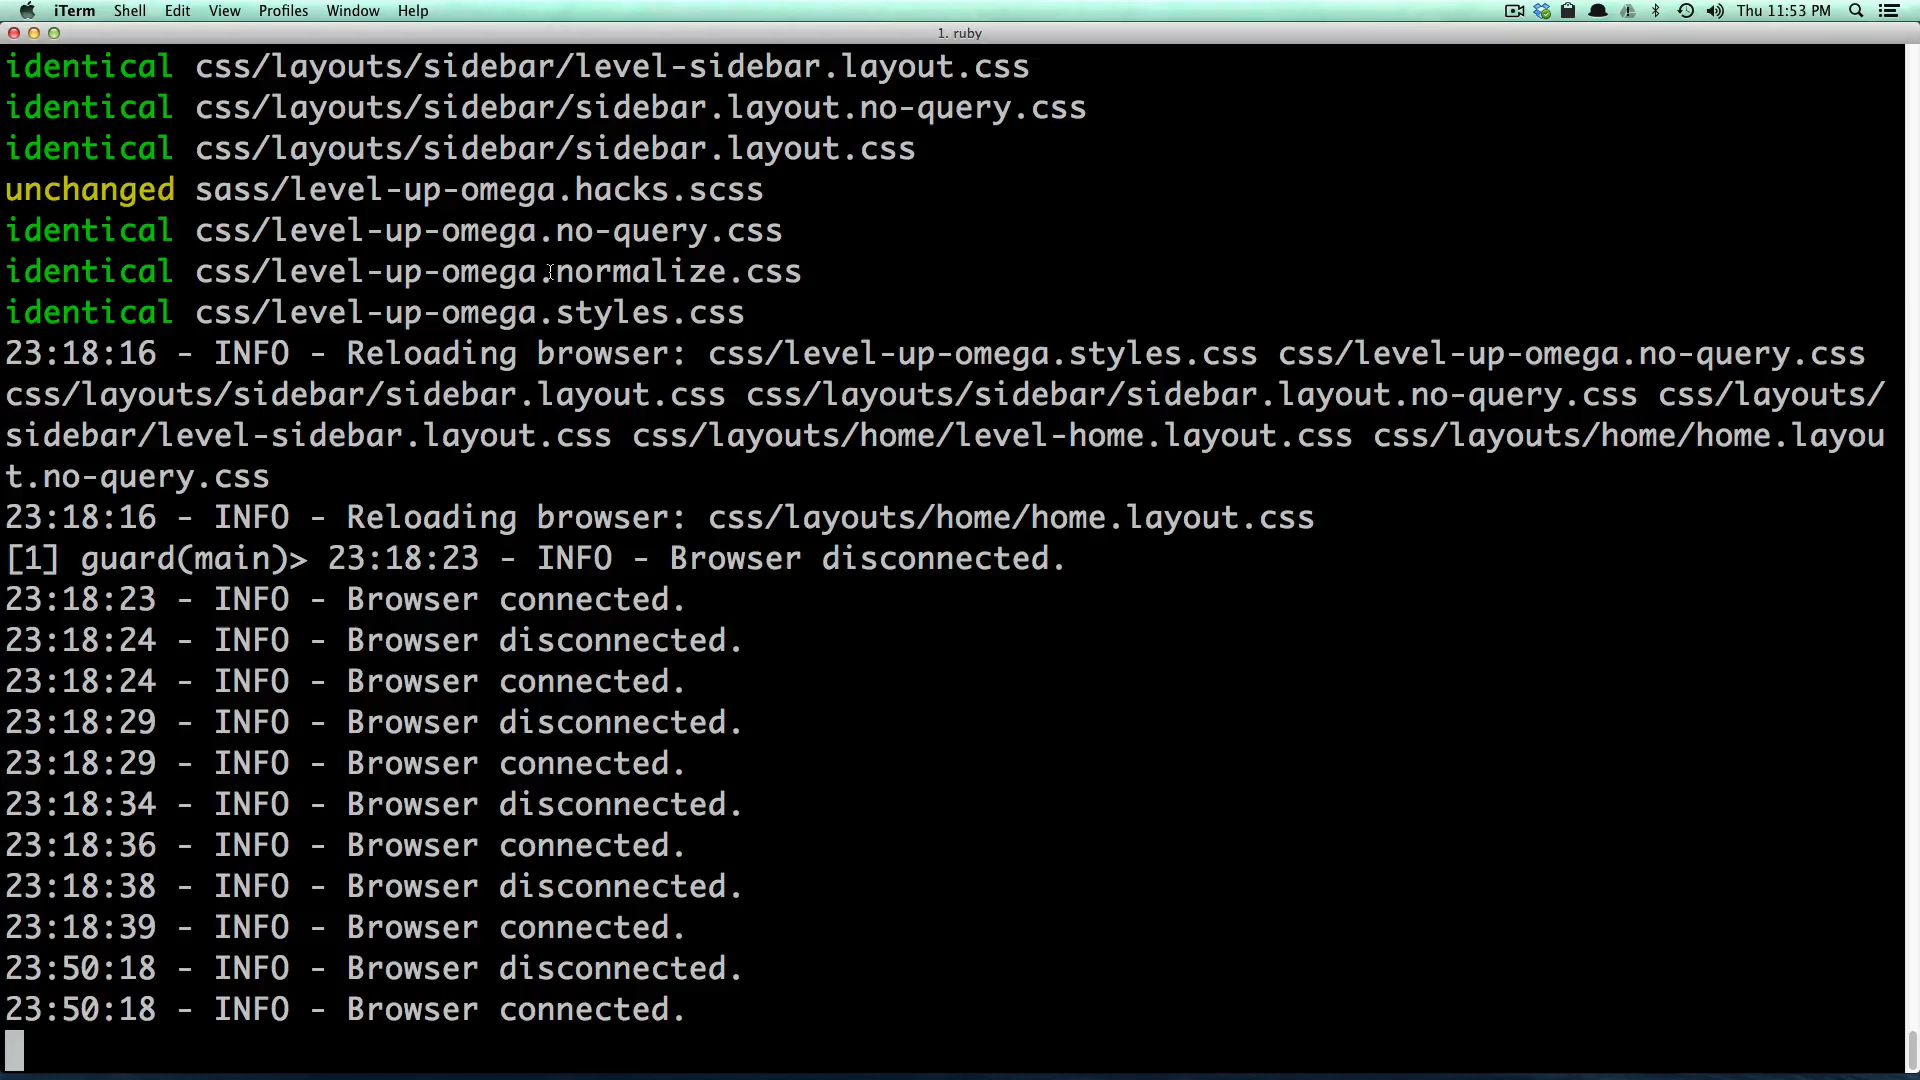 iTerm Shell Edit View Profiles Window Help Thu 11:53 PM
1. ruby
identical css/layouts/sidebar/level-sidebar.layout.css
identical css/layouts/sidebar/sidebar.layout.no-query.css
identical css/layouts/sidebar/sidebar.layout.css
unchanged sass/level-up-omega.hacks.scss
identical css/level-up-omega.no-query.css
identical css/level-up-omega.normalize.css
identical css/level-up-omega.styles.css
23:18:16 - INFO - Reloading browser: css/level-up-omega.styles.css css/level-up-omega.no-query.css
css/layouts/sidebar/sidebar.layout.css css/layouts/sidebar/sidebar.layout.no-query.css css/layouts/
sidebar/level-sidebar.layout.css css/layouts/home/level-home.layout.css css/layouts/home/home.layou
t.no-query.css
23:18:16 - INFO - Reloading browser: css/layouts/home/home.layout.css
[1] guard(main)> 23:18:23 - INFO - Browser disconnected.
23:18:23 - INFO - Browser connected.
23:18:24 - INFO - Browser disconnected.
23:18:24 - INFO - Browser connected.
23:18:29 - INFO - Browser disconnected.
23:18:29 - INFO - Browser connected.
23:18:34 - INFO - Browser disconnected.
23:18:36 - INFO - Browser connected.
23:18:38 - INFO - Browser disconnected.
23:18:39 - INFO - Browser connected.
23:50:18 - INFO - Browser disconnected.
23:50:18 - INFO - Browser connected.